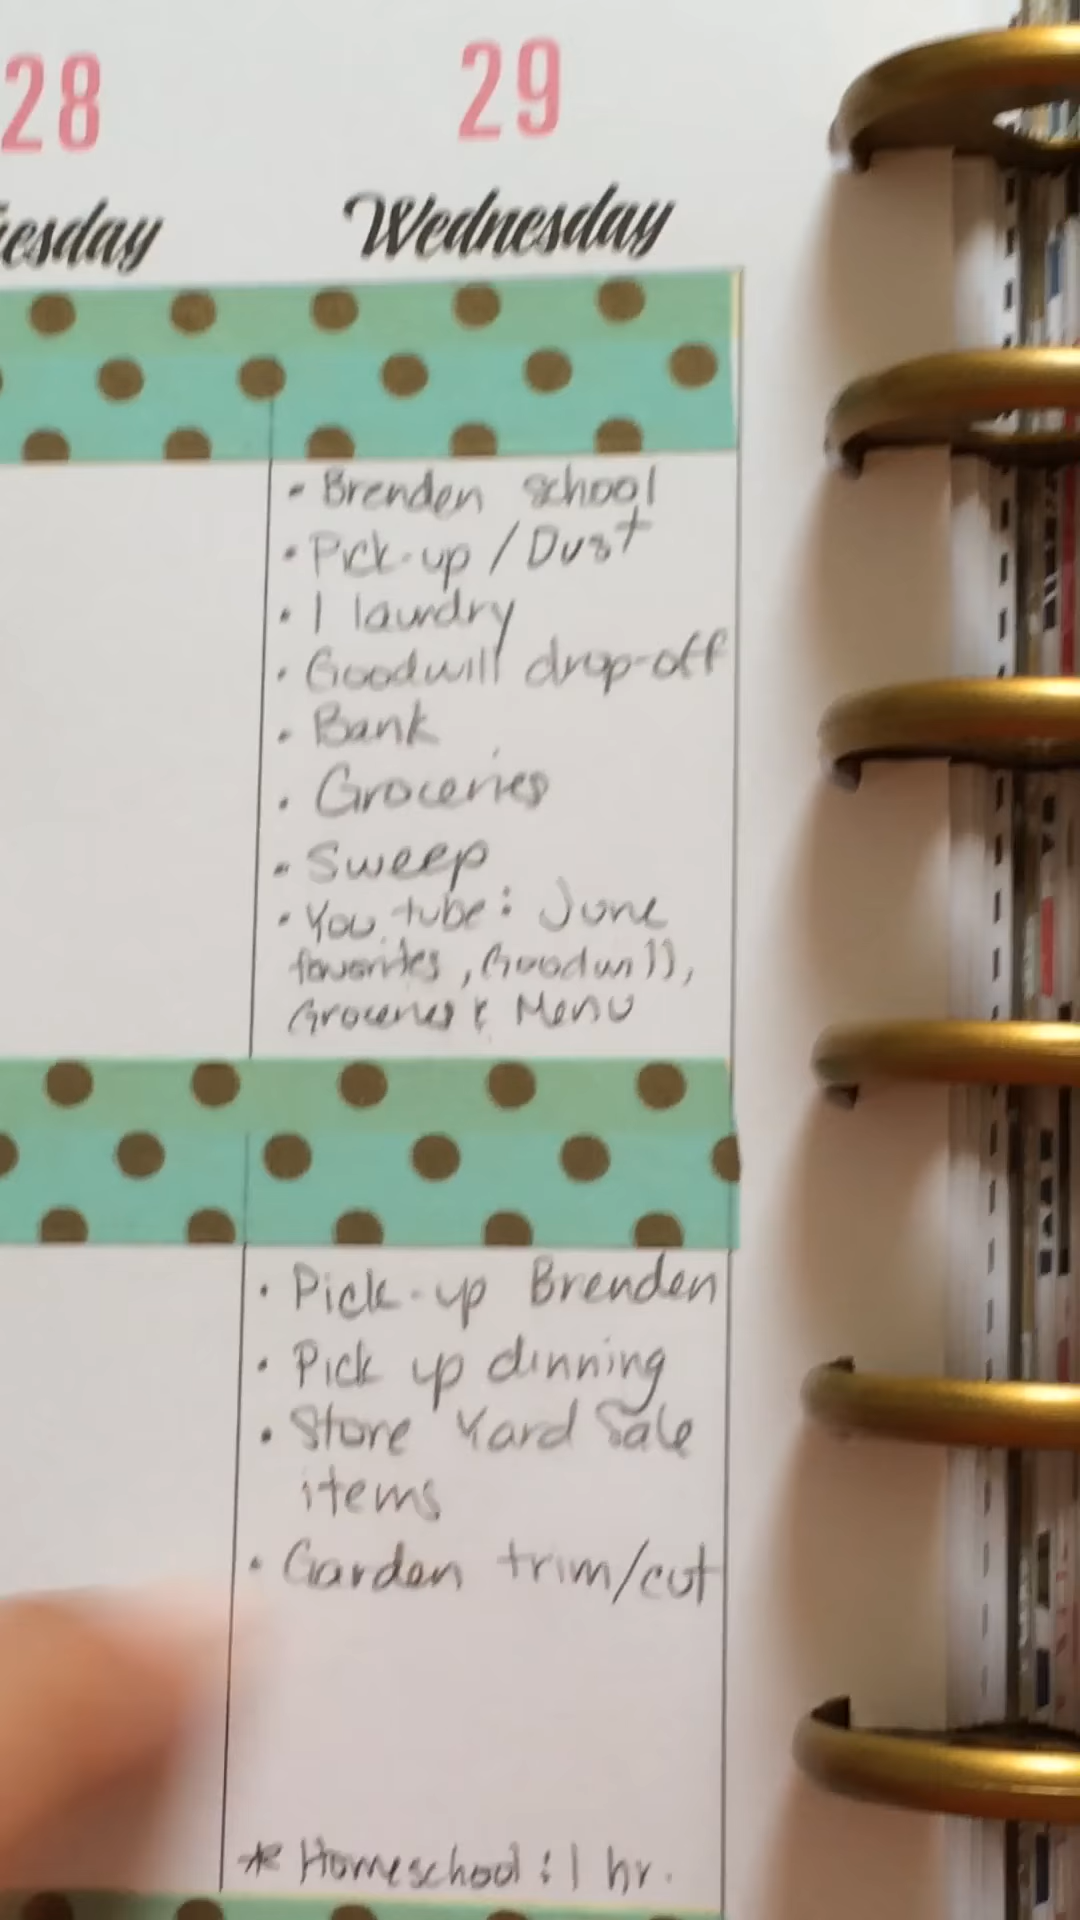 28
29
esday
Wednesday
• Brenden school
• Pick-up / Dust
• 1 laundry
• Goodwill drop-off
• Bank
• Groceries
• Sweep
• You tube: June
favorites, Goodwill,
Groceries & Menu
• Pick-up Brenden
• Pick up dinning
• Store Yard Sale
items
• Garden trim/cut
* Homeschool: 1 hr.